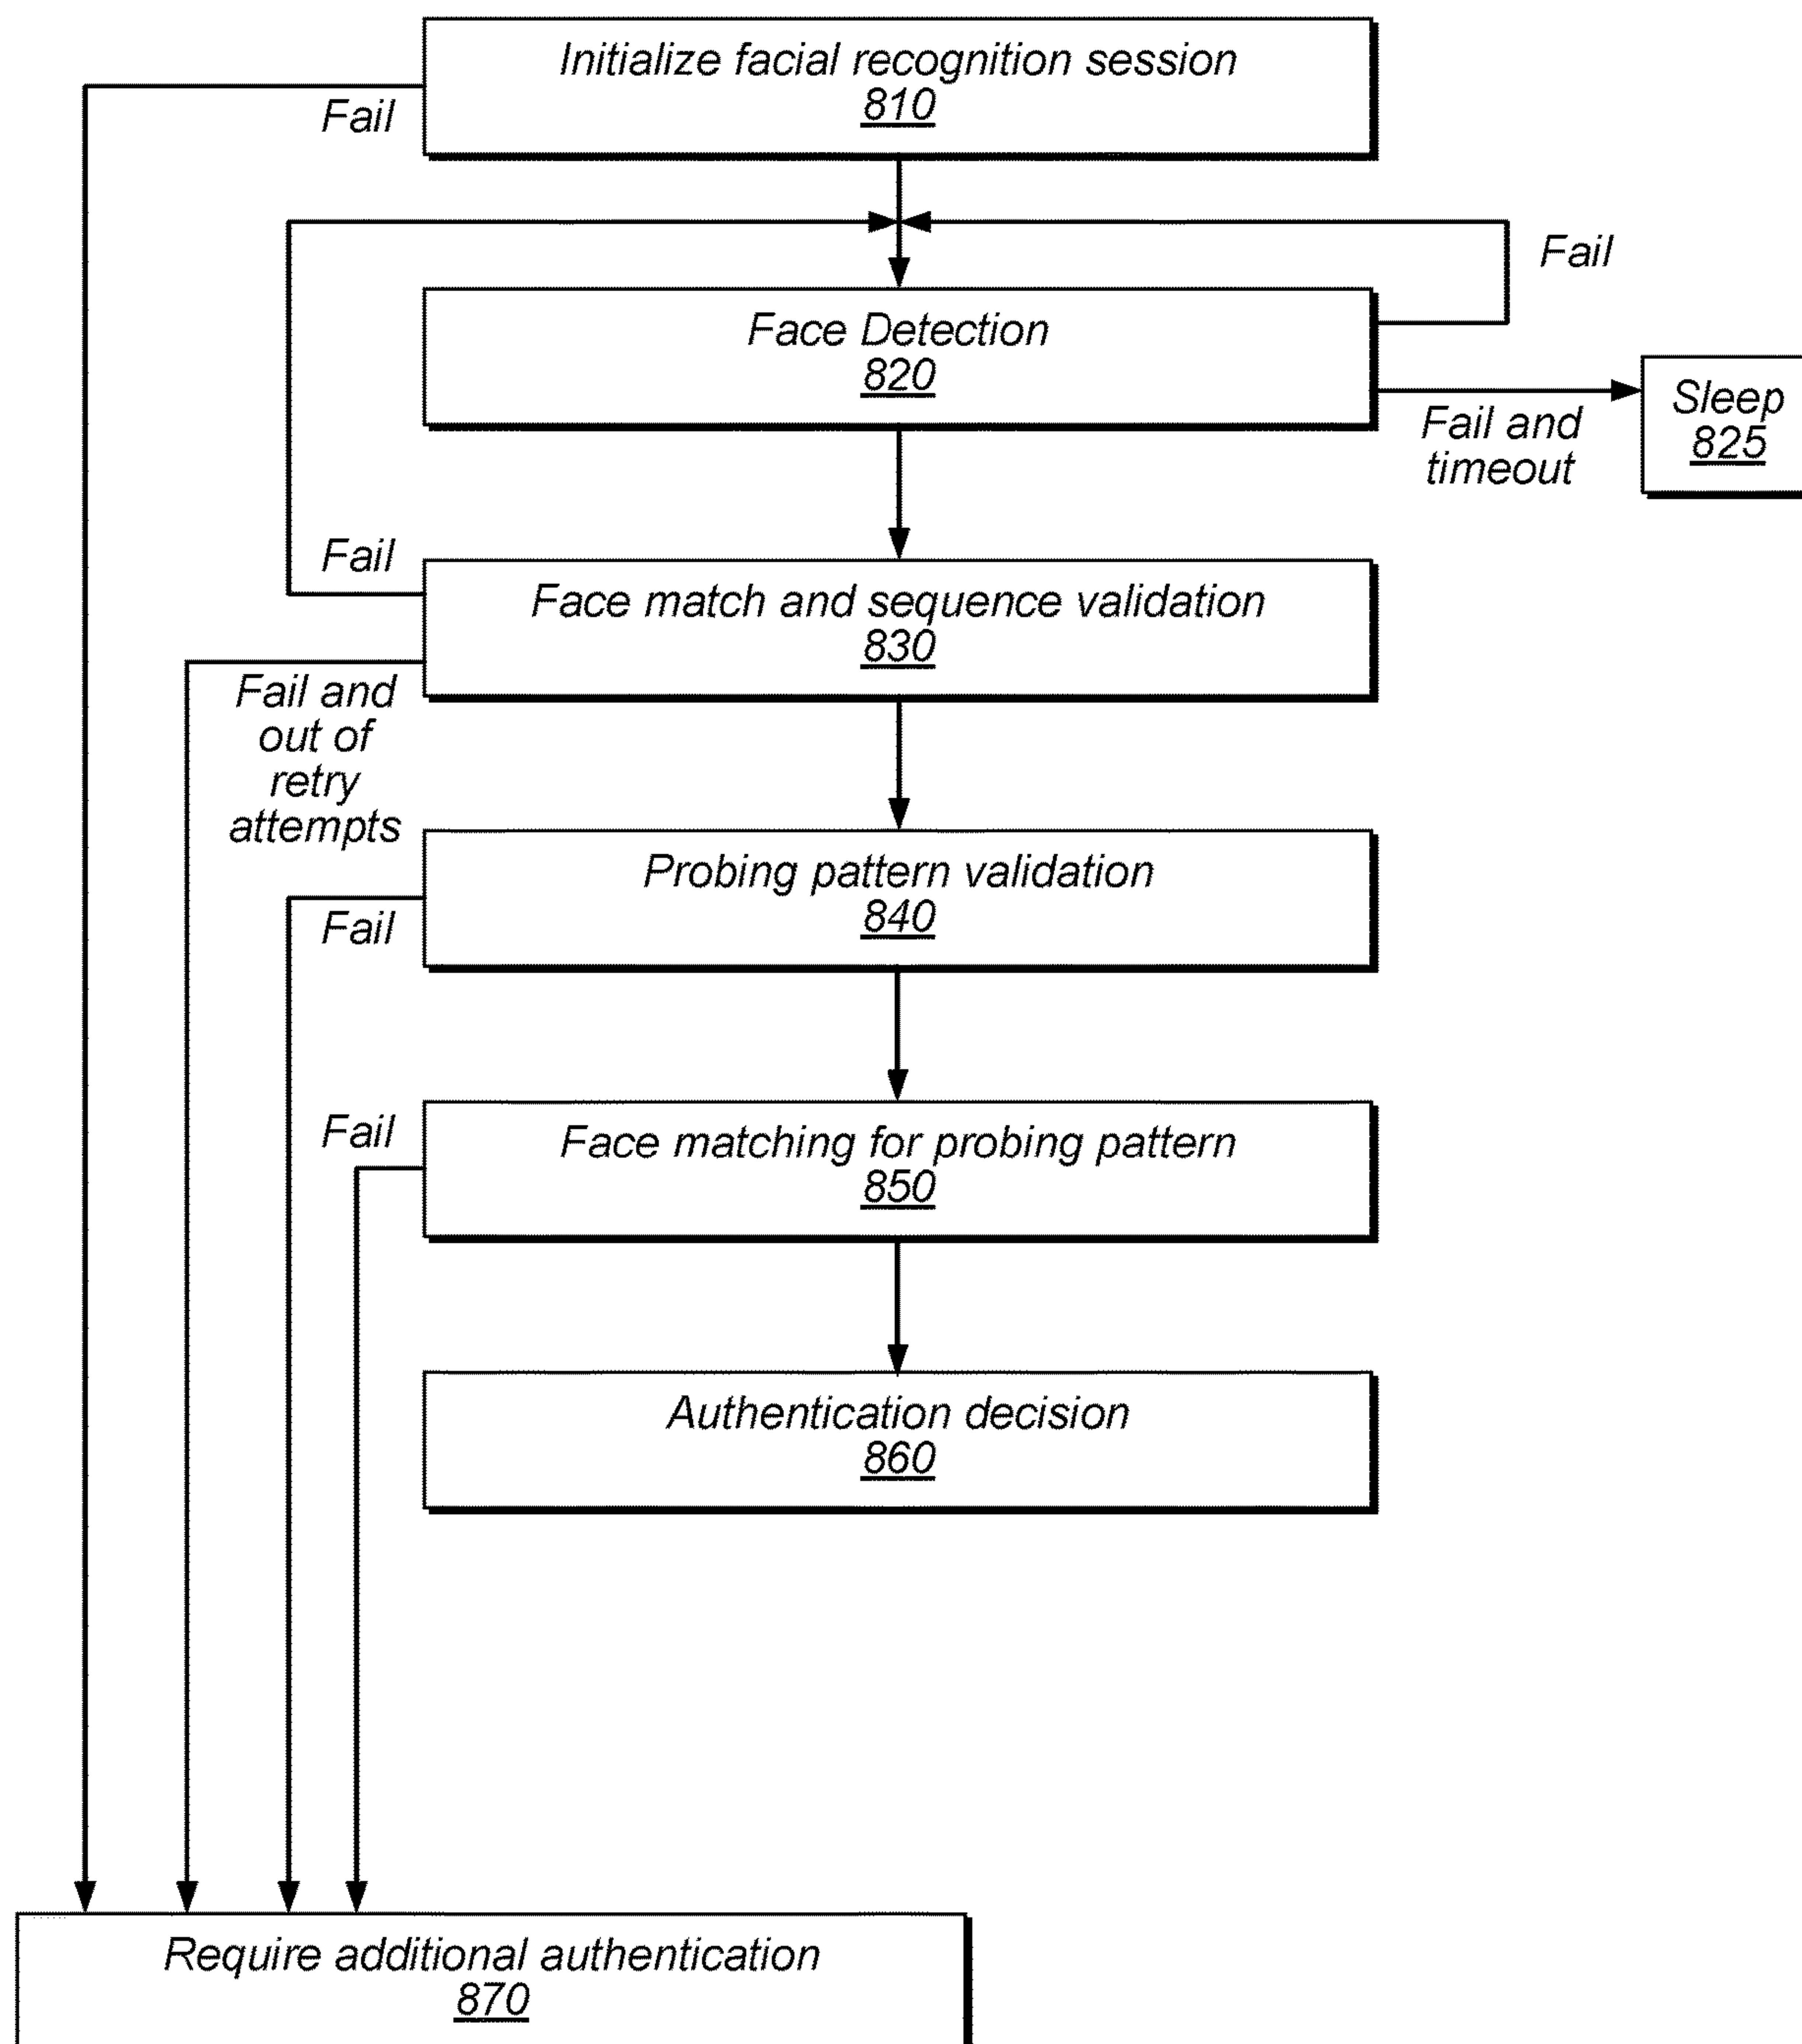 Initialize facial recognition session
810
Fail
Fail
Face Detection
820
Sleep
825
Fail and
timeout
Fail
Face match and sequence validation
830
Fail and
out of
retry
attempts
Probing pattern validation
840
Fail
Fail
Face matching for probing pattern
850
Authentication decision
860
Require additional authentication
870